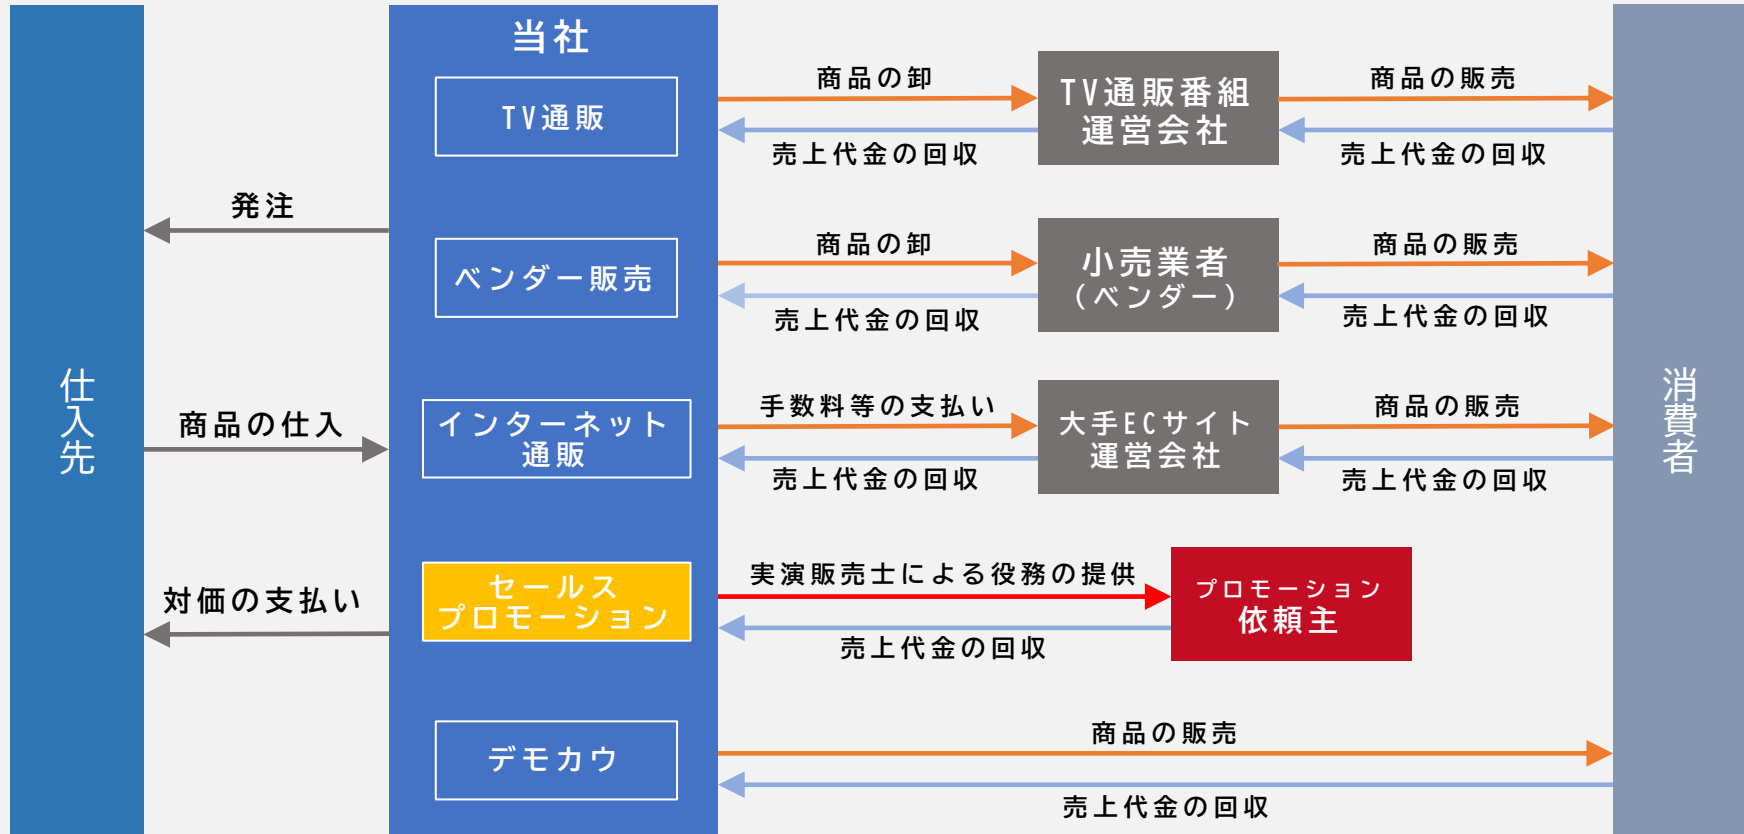 当社
仕入先
消費者
発注
商品の仕入
対価の支払い
TV通販
商品の卸
売上代金の回収
TV通販番組
運営会社
商品の販売
売上代金の回収
ベンダー販売
商品の卸
売上代金の回収
小売業者
(ベンダー)
商品の販売
売上代金の回収
インターネット
通販
手数料等の支払い
売上代金の回収
大手ECサイト
運営会社
商品の販売
売上代金の回収
セールス
プロモーション
実演販売士による役務の提供
売上代金の回収
プロモーション
依頼主
デモカウ
商品の販売
売上代金の回収